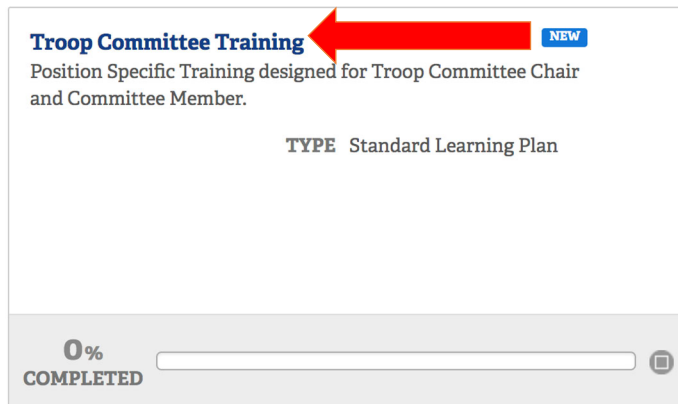 Troop Committee Training
NEW
Position Specific Training designed for Troop Committee Chair
and Committee Member.
TYPE Standard Learning Plan
0%
COMPLETED